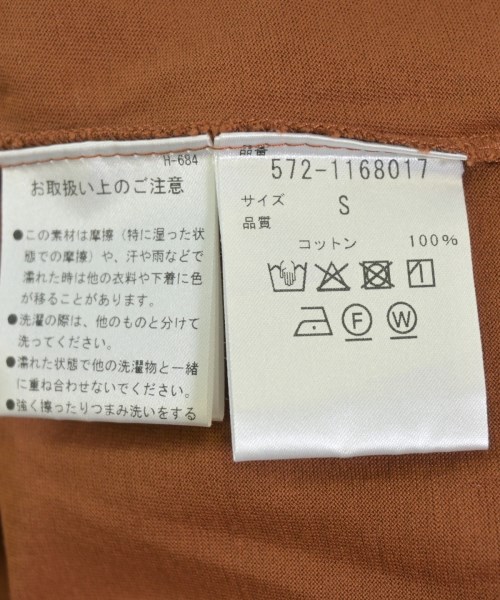 H-684
お取扱い上のご注意
●この素材は摩擦（特に湿った状
態での摩擦）や、汗や雨などで
濡れた時は他の衣料や下着に色
が移ることがあります。
●洗濯の際は、他のものと分けて
洗ってください。
●濡れた状態で他の洗濯物と一緒
に重ね合わせないでください。
●強く擦ったりつまみ洗いをする
品番
572-1168017
サイズ S
品質
コットン 100%
F W